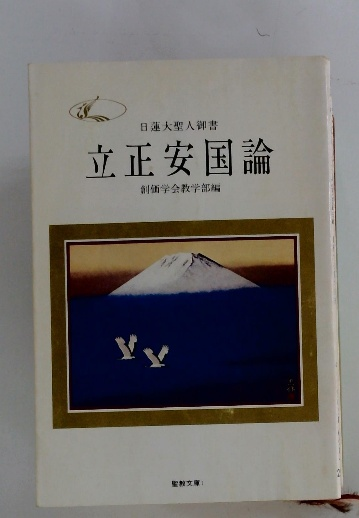 日蓮大聖人御書
立正安国論
創価学会教学部編
聖教文庫1